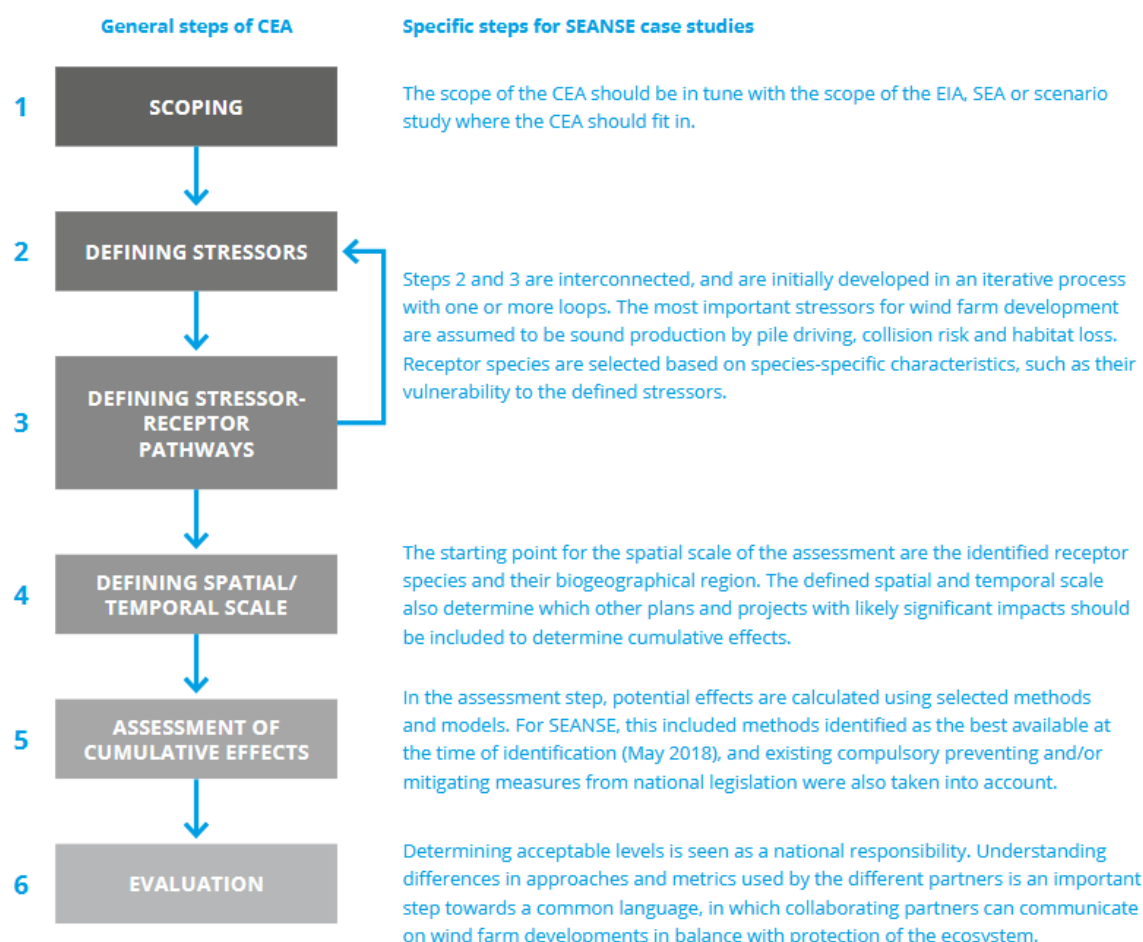 General steps of CEA
Specific steps for SEANSE case studies
1
SCOPING
The scope of the CEA should be in tune with the scope of the EIA, SEA or scenario
study where the CEA should fit in.
2
DEFINING STRESSORS
Steps 2 and 3 are interconnected, and are initially developed in an iterative process
with one or more loops. The most important stressors for wind farm development
are assumed to be sound production by pile driving, collision risk and habitat loss.
Receptor species are selected based on species-specific characteristics, such as their
vulnerability to the defined stressors.
3
DEFINING STRESSOR-
RECEPTOR
PATHWAYS
4
DEFINING SPATIAL/
TEMPORAL SCALE
The starting point for the spatial scale of the assessment are the identified receptor
species and their biogeographical region. The defined spatial and temporal scale
also determine which other plans and projects with likely significant impacts should
be included to determine cumulative effects.
5
ASSESSMENT OF
CUMULATIVE EFFECTS
In the assessment step, potential effects are calculated using selected methods
and models. For SEANSE, this included methods identified as the best available at
the time of identification (May 2018), and existing compulsory preventing and/or
mitigating measures from national legislation were also taken into account.
6
EVALUATION
Determining acceptable levels is seen as a national responsibility. Understanding
differences in approaches and metrics used by the different partners is an important
step towards a common language, in which collaborating partners can communicate
on wind farm developments in balance with protection of the ecosystem.